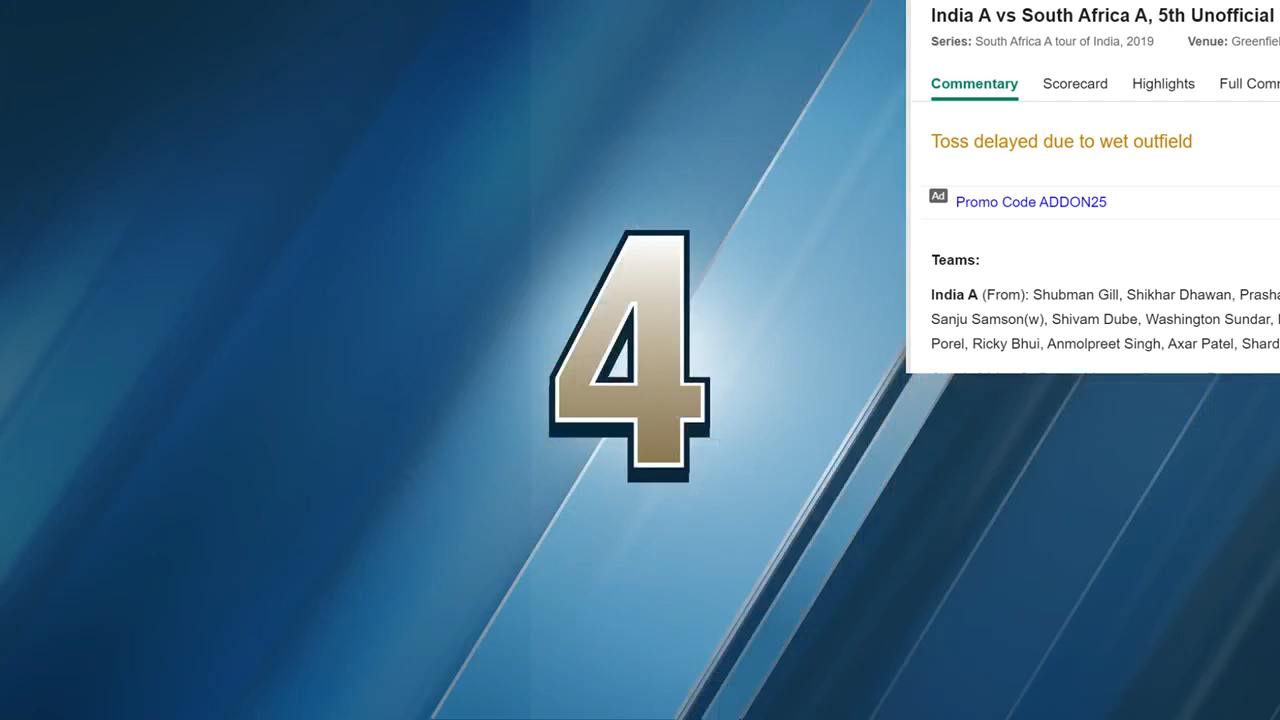 India A vs South Africa A, 5th Unofficial
Series: South Africa A tour of India, 2019 Venue:
Commentary Scorecard Highlights Full
Toss delayed due to wet outfield
Ad Promo Code ADDON25
Teams:
India A (From): Shubman Gill, Shikhar Dhawan,
Sanju Samson(w), Shivam Dube, Washington Sundar,
Porel, Ricky Bhui, Anmolpreet Singh, Axar Patel,
4